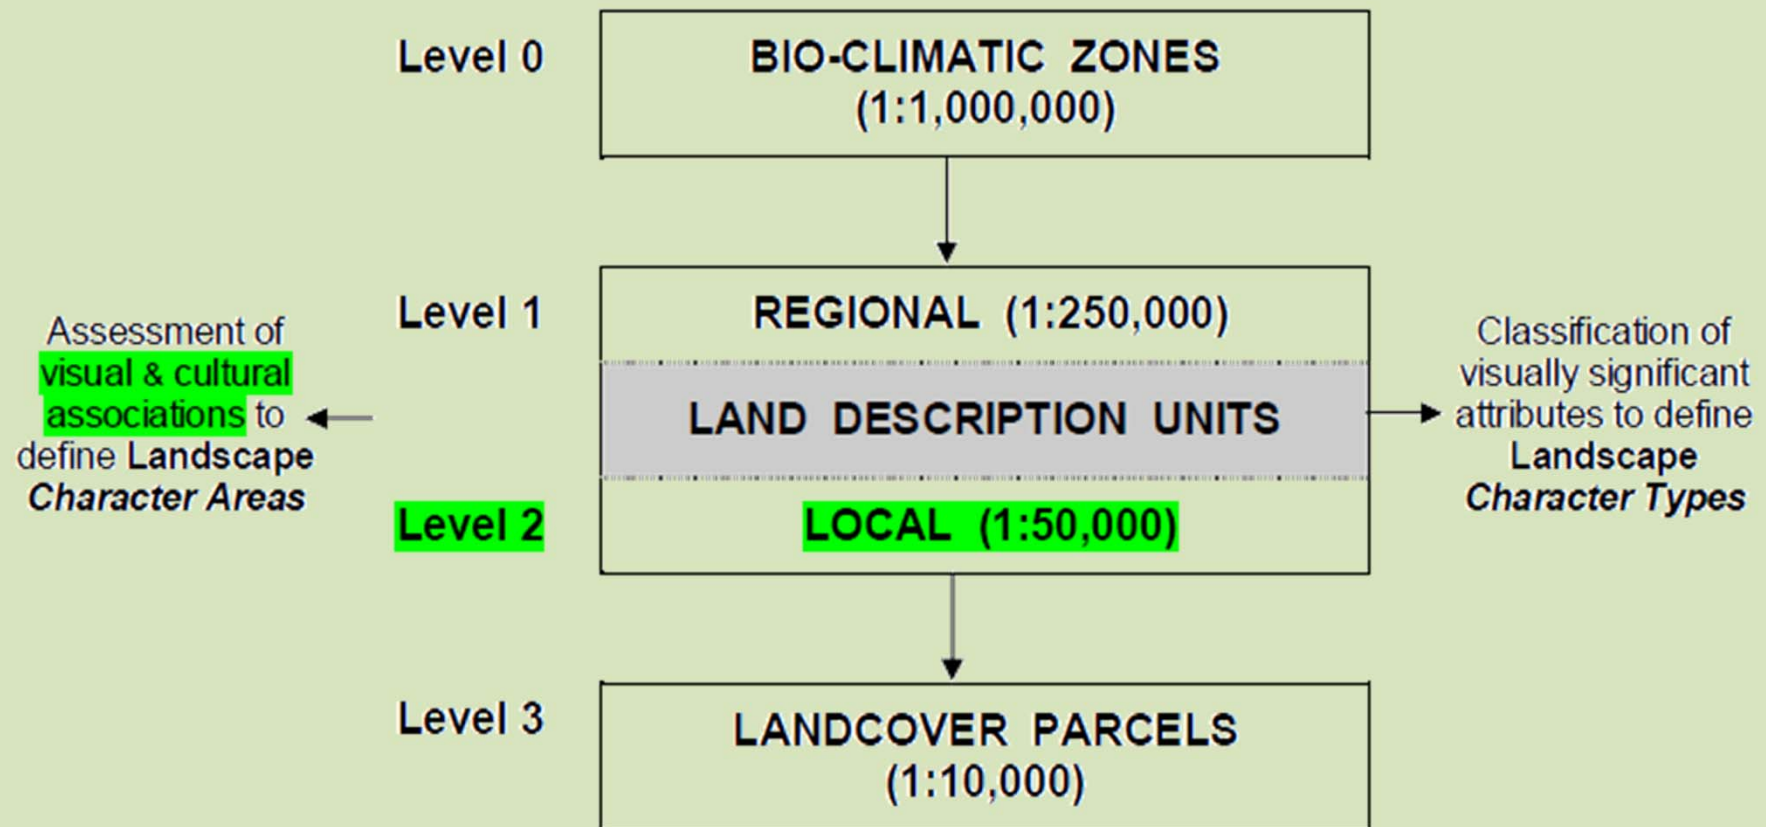 Level 0
BIO-CLIMATIC ZONES
(1:1,000,000)
Level 1
REGIONAL (1:250,000)
Assessment of
visual & cultural
associations to
define Landscape
Character Areas
LAND DESCRIPTION UNITS
Classification of
visually significant
attributes to define
Landscape
Character Types
Level 2
LOCAL (1:50,000)
Level 3
LANDCOVER PARCELS
(1:10,000)